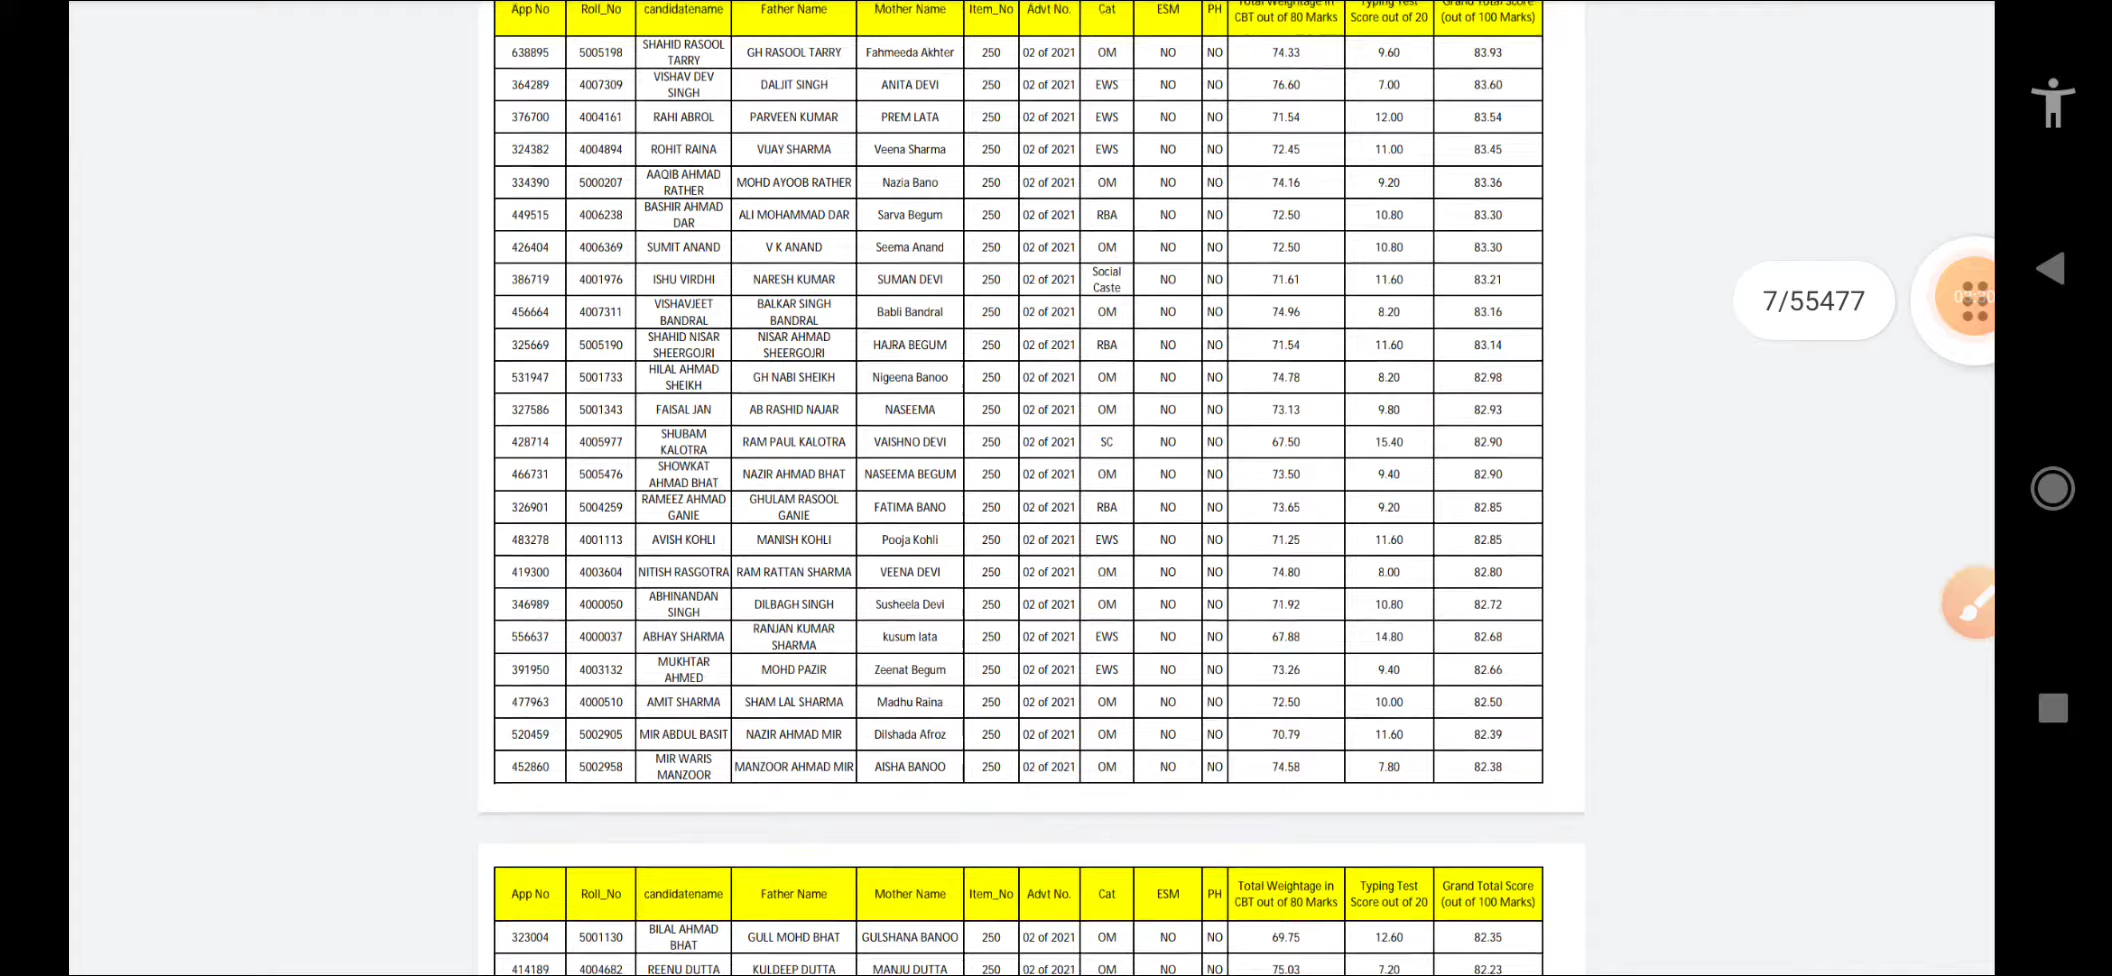 App No Roll_No candidatename Father Name Mother Name Item_No Advt No. Cat ESM PH Total Weightage in CBT out of 80 Marks Typing Test Score out of 20 Grand Total Score (out of 100 Marks)
638895 5005198 SHAHID RASOOL TARRY GH RASOOL TARRY Fahmeeda Akhter 250 02 of 2021 OM NO NO 74.33 9.60 83.93
364289 4007309 VISHAV DEV SINGH DALJIT SINGH ANITA DEVI 250 02 of 2021 EWS NO NO 76.60 7.00 83.60
376700 4004161 RAHI ABROL PARVEEN KUMAR PREM LATA 250 02 of 2021 EWS NO NO 71.54 12.00 83.54
324382 4004894 ROHIT RAINA VIJAY SHARMA Veena Sharma 250 02 of 2021 EWS NO NO 72.45 11.00 83.45
334390 5000207 AAQIB AHMAD RATHER MOHD AYOOB RATHER Nazia Bano 250 02 of 2021 OM NO NO 74.16 9.20 83.36
449515 4006238 BASHIR AHMAD DAR ALI MOHAMMAD DAR Sarva Begum 250 02 of 2021 RBA NO NO 72.50 10.80 83.30
426404 4006369 SUMIT ANAND V K ANAND Seema Anand 250 02 of 2021 OM NO NO 72.50 10.80 83.30
386719 4001976 ISHU VIRDHI NARESH KUMAR SUMAN DEVI 250 02 of 2021 Social Caste NO NO 71.61 11.60 83.21
456664 4007311 VISHAVJEET BANDRAL BALKAR SINGH BANDRAL Babli Bandral 250 02 of 2021 OM NO NO 74.96 8.20 83.16
325669 5005190 SHAHID NISAR SHEERGOJRI NISAR AHMAD SHEERGOJRI HAJRA BEGUM 250 02 of 2021 RBA NO NO 71.54 11.60 83.14
531947 5001733 HILAL AHMAD SHEIKH GH NABI SHEIKH Nigeena Banoo 250 02 of 2021 OM NO NO 74.78 8.20 82.98
327586 5001343 FAISAL JAN AB RASHID NAJAR NASEEMA 250 02 of 2021 OM NO NO 73.13 9.80 82.93
428714 4005977 SHUBAM KALOTRA RAM PAUL KALOTRA VAISHNO DEVI 250 02 of 2021 SC NO NO 67.50 15.40 82.90
466731 5005476 SHOWKAT AHMAD BHAT NAZIR AHMAD BHAT NASEEMA BEGUM 250 02 of 2021 OM NO NO 73.50 9.40 82.90
326901 5004259 RAMEEZ AHMAD GANIE GHULAM RASOOL GANIE FATIMA BANO 250 02 of 2021 RBA NO NO 73.65 9.20 82.85
483278 4001113 AVISH KOHLI MANISH KOHLI Pooja Kohli 250 02 of 2021 EWS NO NO 71.25 11.60 82.85
419300 4003604 NITISH RASGOTRA RAM RATTAN SHARMA VEENA DEVI 250 02 of 2021 OM NO NO 74.80 8.00 82.80
346989 4000050 ABHINANDAN SINGH DILBAGH SINGH Susheela Devi 250 02 of 2021 OM NO NO 71.92 10.80 82.72
556637 4000037 ABHAY SHARMA RANJAN KUMAR SHARMA kusum lata 250 02 of 2021 EWS NO NO 67.88 14.80 82.68
391950 4003132 MUKHTAR AHMED MOHD PAZIR Zeenat Begum 250 02 of 2021 EWS NO NO 73.26 9.40 82.66
477963 4000510 AMIT SHARMA SHAM LAL SHARMA Madhu Raina 250 02 of 2021 OM NO NO 72.50 10.00 82.50
520459 5002905 MIR ABDUL BASIT NAZIR AHMAD MIR Dilshada Afroz 250 02 of 2021 OM NO NO 70.79 11.60 82.39
452860 5002958 MIR WARIS MANZOOR MANZOOR AHMAD MIR AISHA BANOO 250 02 of 2021 OM NO NO 74.58 7.80 82.38
App No Roll_No candidatename Father Name Mother Name Item_No Advt No. Cat ESM PH Total Weightage in CBT out of 80 Marks Typing Test Score out of 20 Grand Total Score (out of 100 Marks)
323004 5001130 BILAL AHMAD BHAT GULL MOHD BHAT GULSHANA BANOO 250 02 of 2021 OM NO NO 69.75 12.60 82.35
414189 4004682 REENU DUTTA KULDEEP DUTTA MANJU DUTTA 250 02 of 2021 OM NO NO 75.03 7.20 82.23
7/55477